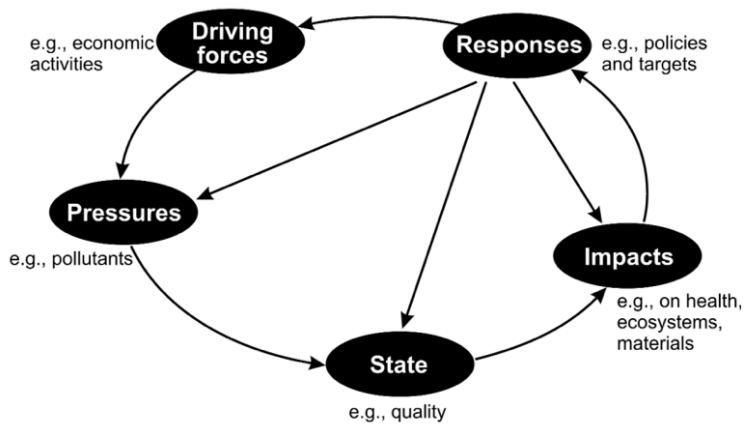 Driving
forces
e.g., economic
activities
Responses
e.g., policies
and targets
Pressures
e.g., pollutants
Impacts
e.g., on health,
ecosystems,
materials
State
e.g., quality